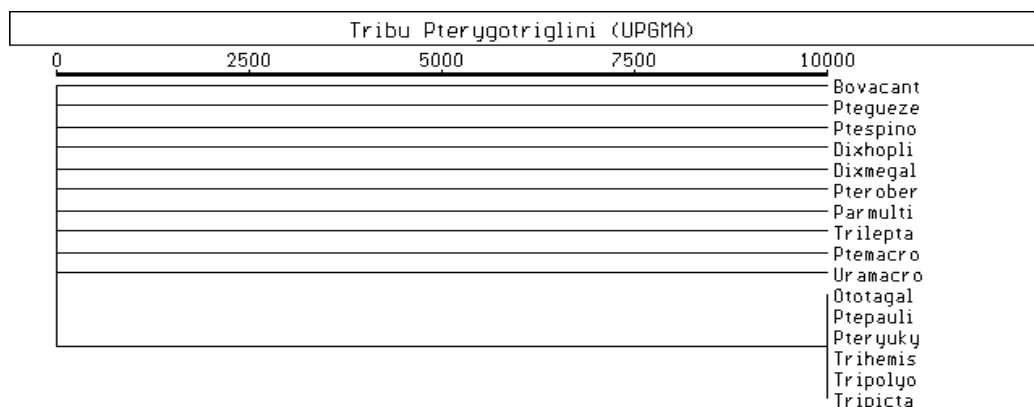 Tribu Pterygotriglini (UPGMA)
0 2500 5000 7500 10000
Bovacant
Ptegueze
Ptespino
Dixhopli
Dixmegal
Pterober
Parmulti
Trilepta
Ptemacro
Uramacro
Ototagal
Ptepauli
Pteryuky
Trihemis
Tripolyo
Tripicta